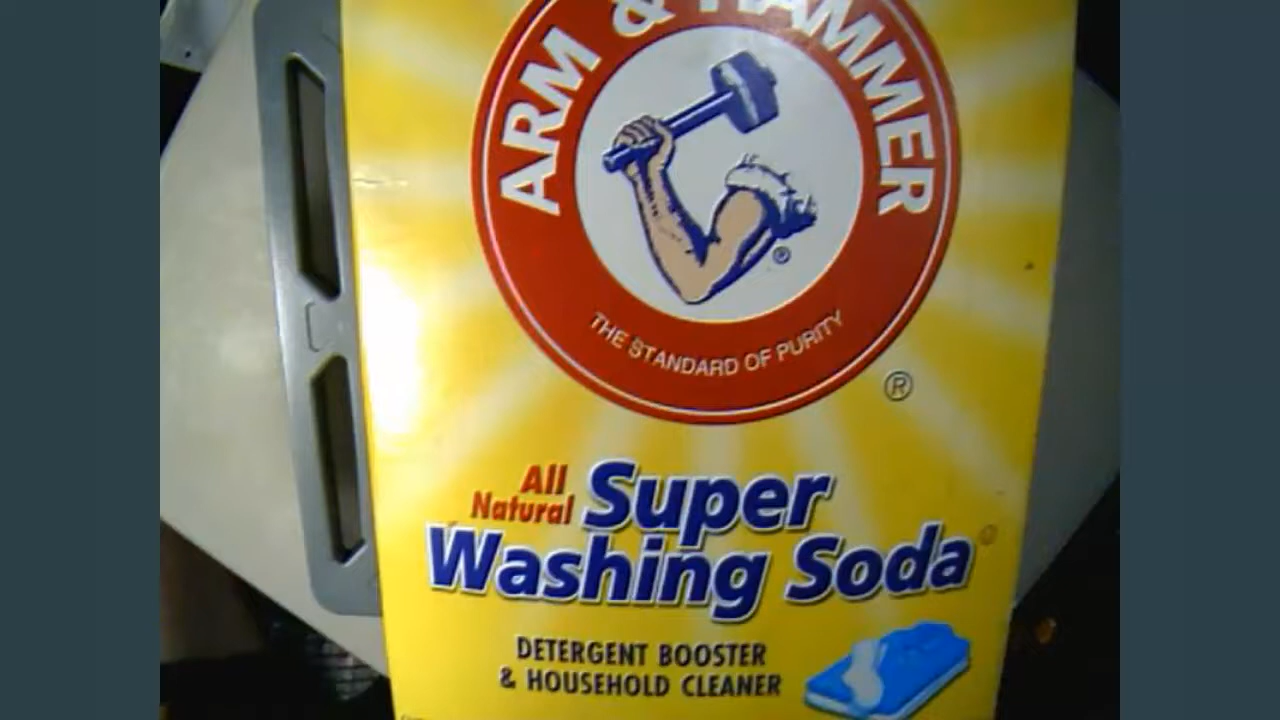 ARM & HAMMER
®
THE STANDARD OF PURITY
®
All
Natural
Super
Washing Soda
DETERGENT BOOSTER
& HOUSEHOLD CLEANER